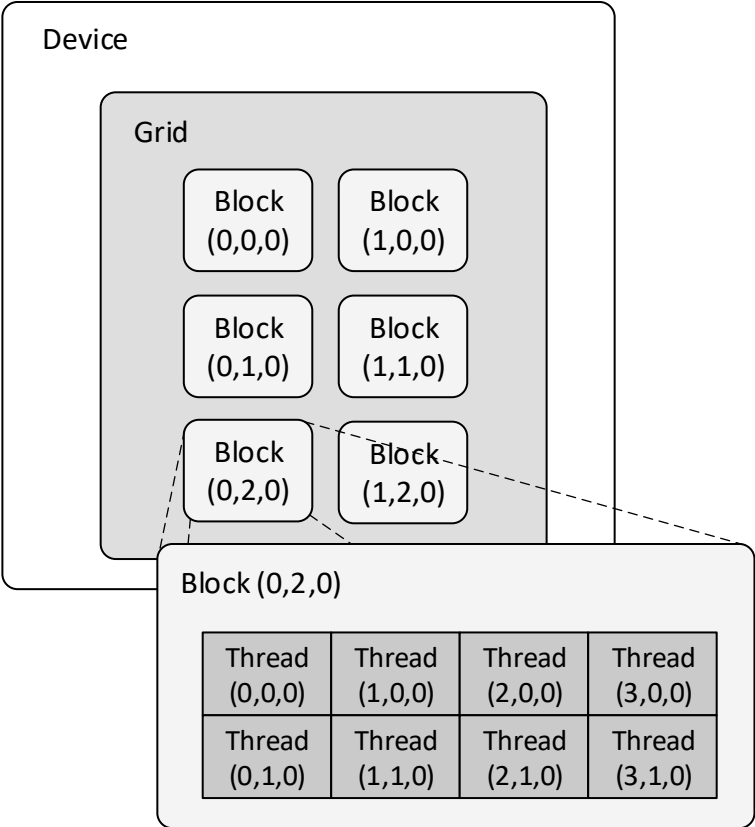 Device
Grid
Block
(0,0,0)
Block
(1,0,0)
Block
(0,1,0)
Block
(1,1,0)
Block
(0,2,0)
Block
(1,2,0)
Block (0,2,0)
Thread
(0,0,0)
Thread
(1,0,0)
Thread
(2,0,0)
Thread
(3,0,0)
Thread
(0,1,0)
Thread
(1,1,0)
Thread
(2,1,0)
Thread
(3,1,0)